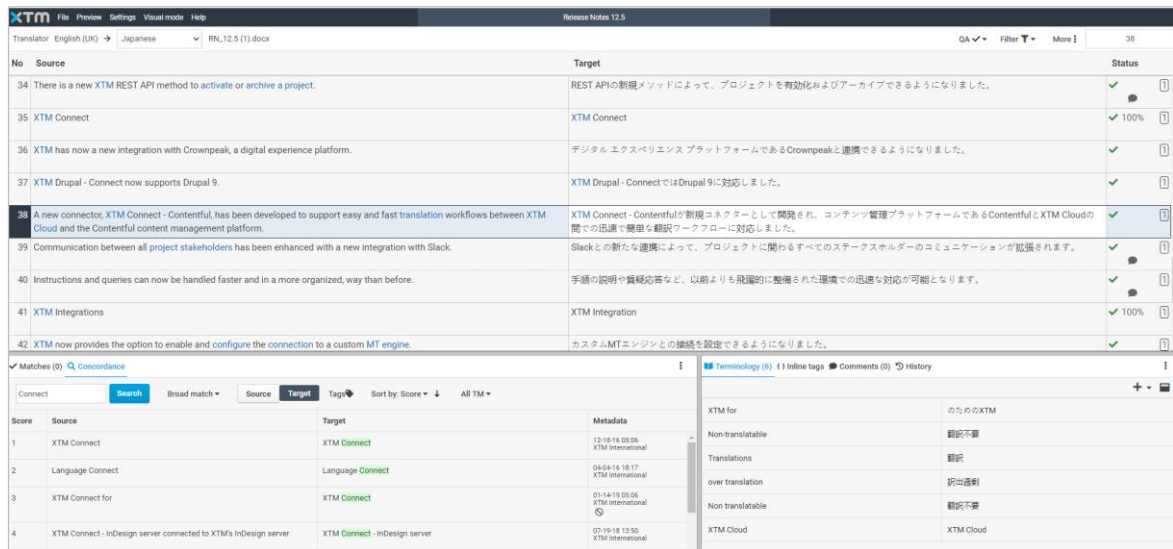 XTM File Preview Settings Visual mode Help Release Notes 12.5
Translator English (UK) → Japanese RN_12.5 (1).docx QA Filter More 38
No Source Target Status
34 There is a new XTM REST API method to activate or archive a project. REST APIの新規メソッドによって、プロジェクトを有効化およびアーカイブできるようになりました。 1
35 XTM Connect XTM Connect 100% 1
36 XTM has now a new integration with Crownpeak, a digital experience platform. デジタル エクスペリエンス プラットフォームであるCrownpeakと連携できるようになりました。 1
37 XTM Drupal - Connect now supports Drupal 9. XTM Drupal - ConnectではDrupal 9に対応しました。 1
38 A new connector, XTM Connect - Contentful, has been developed to support easy and fast translation workflows between XTM XTM Connect - Contentfulが新規コネクターとして開発され、コンテンツ管理プラットフォームであるContentfulとXTM Cloudの 1
Cloud and the Contentful content management platform. 間での迅速で簡単な翻訳ワークフローに対応しました。
39 Communication between all project stakeholders has been enhanced with a new integration with Slack. Slackとの新たな連携によって、プロジェクトに関わるすべてのステークスホルダーのコミュニケーションが拡張されます。 1
40 Instructions and queries can now be handled faster and in a more organized, way than before. 手順の説明や質疑応答など、以前よりも飛躍的に整備された環境での迅速な対応が可能となります。 1
41 XTM Integrations XTM Integration 100% 1
42 XTM now provides the option to enable and configure the connection to a custom MT engine. カスタムMTエンジンとの接続を設定できるようになりました。 1
Matches (0) Concordance
Connect Search Broad match Source Target Tags Sort by: Score ↓ All TM
Score Source Target Metadata
1 XTM Connect XTM Connect 12-18-16 05:06
XTM International
2 Language Connect Language Connect 04-04-16 18:17
XTM International
3 XTM Connect for XTM Connect 01-14-19 05:06
XTM International
4 XTM Connect - InDesign server connected to XTM's InDesign server XTM Connect - InDesign server 07-19-18 13:50
XTM International
Terminology (6) Inline tags Comments (0) History
XTM for のためのXTM
Non-translatable 翻訳不要
Translations 翻訳
over translation 訳出過剰
Non translatable 翻訳不要
XTM Cloud XTM Cloud